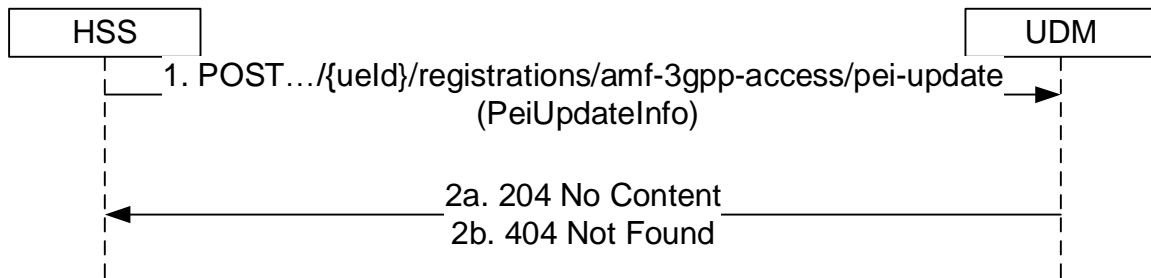 HSS
UDM
1. POST…/{ueId}/registrations/amf-3gpp-access/pei-update
(PeiUpdateInfo)
2a. 204 No Content
2b. 404 Not Found